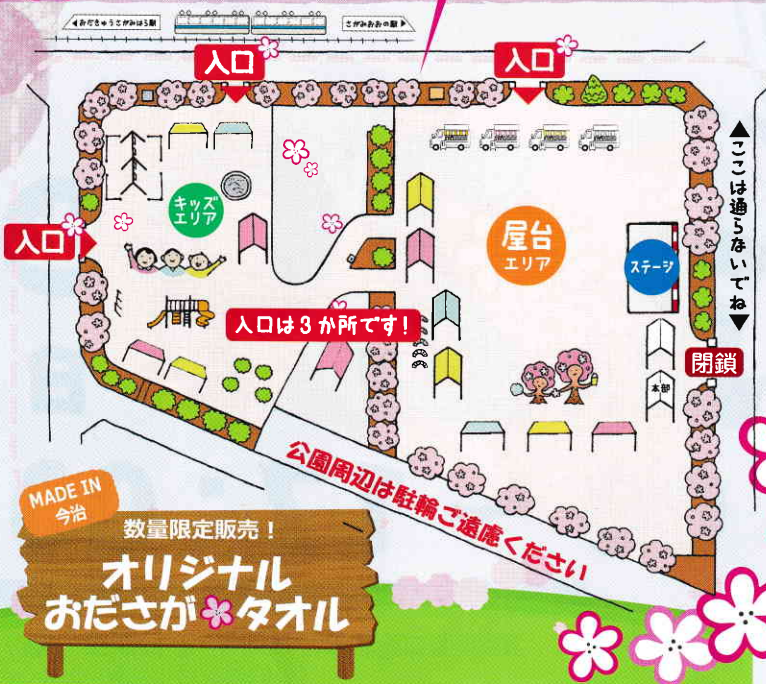 ◀おだきゅうさがみはら駅
さがみおおの駅▶
入口
入口
入口
キッズ
エリア
屋台
エリア
ステージ
▲ここは通らないでね▼
入口は3か所です!
閉鎖
本部
公園周辺は駐輪ご遠慮ください
MADE IN
今治
数量限定販売!
オリジナル
おださが タオル